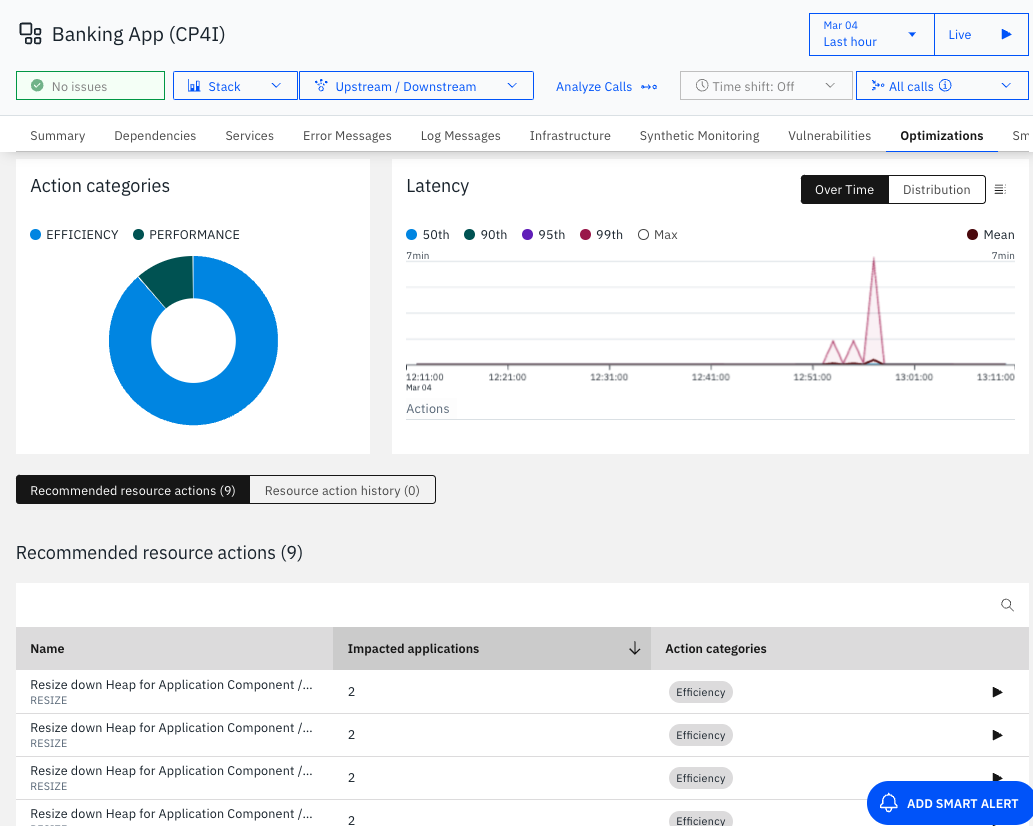 Banking App (CP4I)
Mar 04
Last hour
Live
No issues
Stack
Upstream / Downstream
Analyze Calls
Time shift: Off
All calls
Summary Dependencies Services Error Messages Log Messages Infrastructure Synthetic Monitoring Vulnerabilities Optimizations Sm
Action categories
EFFICIENCY PERFORMANCE
Latency
Over Time Distribution
50th 90th 95th 99th Max Mean
7min 7min
12:11:00 12:21:00 12:31:00 12:41:00 12:51:00 13:01:00 13:11:00
Mar 04
Actions
Recommended resource actions (9) Resource action history (0)
Recommended resource actions (9)
Name Impacted applications Action categories
Resize down Heap for Application Component /... 2 Efficiency
RESIZE
Resize down Heap for Application Component /... 2 Efficiency
RESIZE
Resize down Heap for Application Component /... 2 Efficiency
RESIZE
ADD SMART ALERT
Resize down Heap for Application Component /... 2 Efficiency